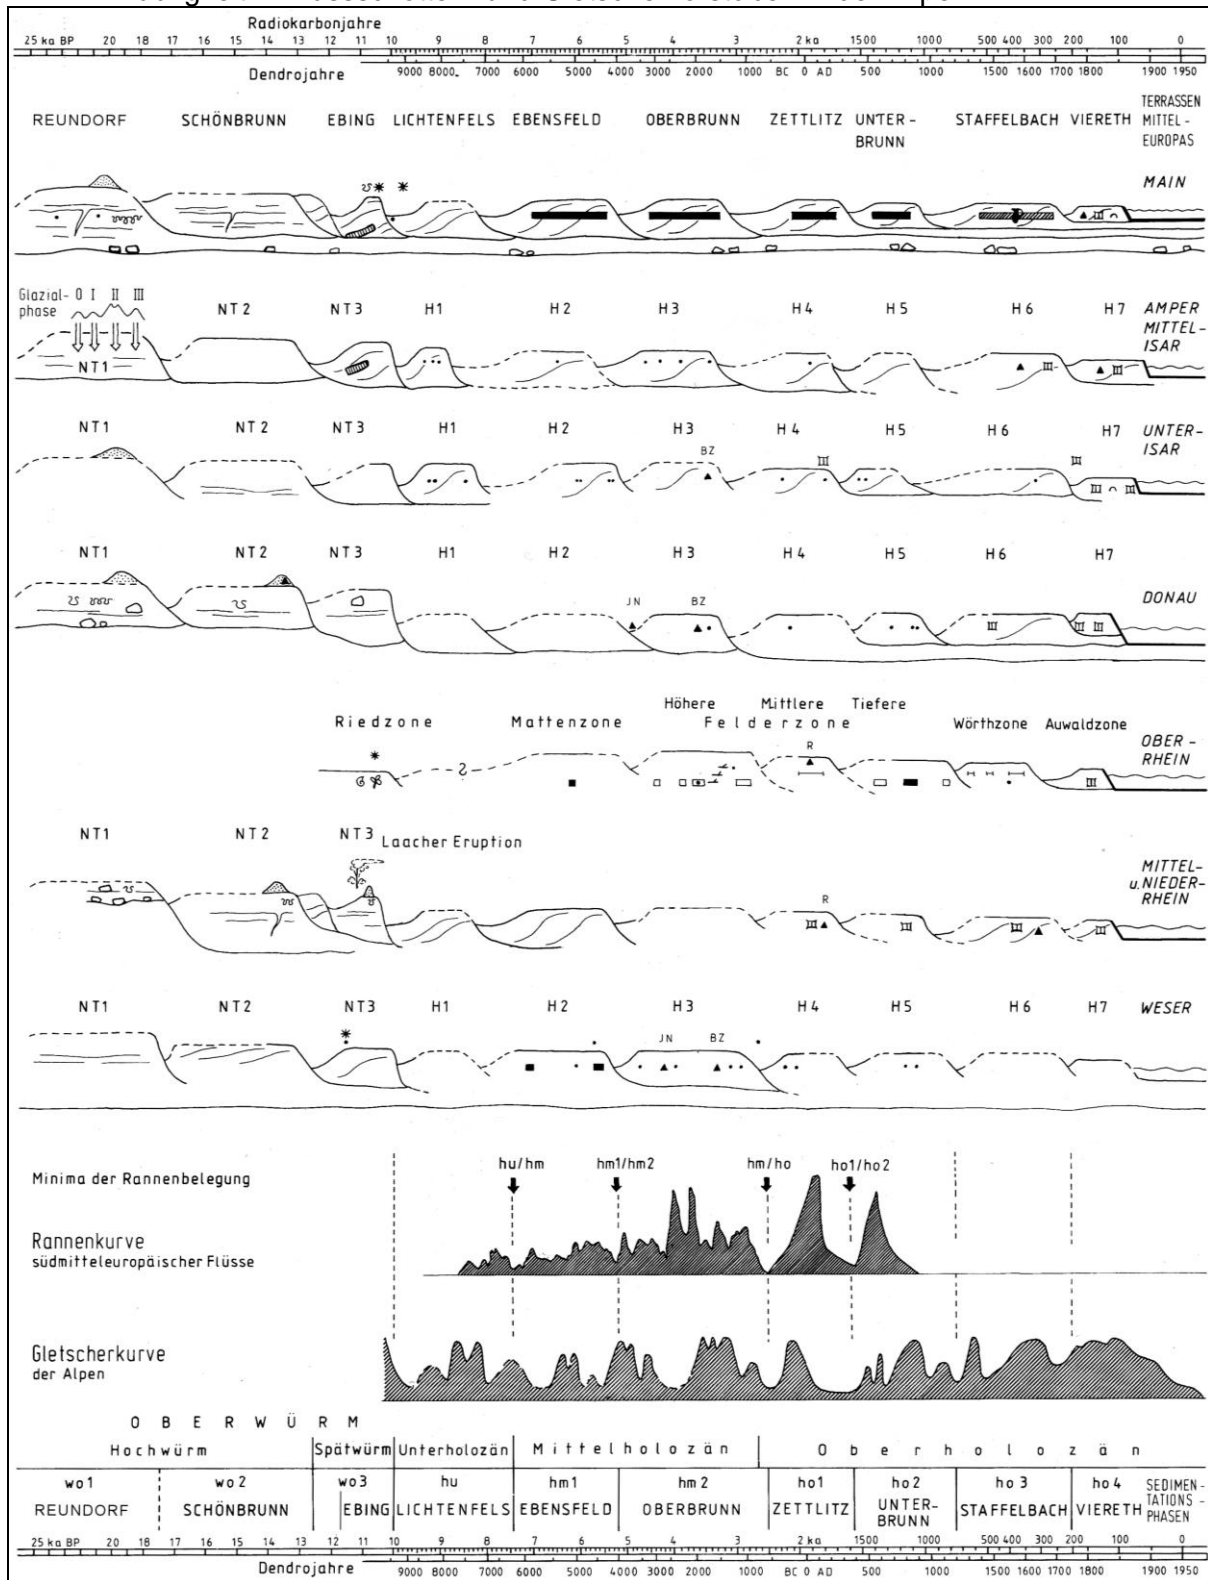 Radiokarbonjahre
25 ka BP 20 18 17 16 15 14 13 12 11 10 9 8 7 6 5 4 3 2 ka 1500 1000 500 400 300 200 100 0
Dendrojahre 9000 8000 7000 6000 5000 4000 3000 2000 1000 BC 0 AD 500 1000 1500 1600 1700 1800 1900 1950
REUNDORF SCHÖNBRUNN EBING LICHTENFELS EBENSFELD OBERBRUNN ZETTLITZ UNTER- STAFFELBACH VIERETH TERRASSEN
BRUNN MITTEL-
EUROPAS
MAIN
Glazial- 0 I II III
phase
NT1 NT2 NT3 H1 H2 H3 H4 H5 H6 H7 AMPER
MITTEL-
ISAR
NT1 NT2 NT3 H1 H2 H3 H4 H5 H6 H7 UNTER-
BZ ISAR
NT1 NT2 NT3 H1 H2 H3 H4 H5 H6 H7
JN BZ DONAU
Höhere Mittlere Tiefere
Riedzone Mattenzone Felderzone Wörthzone Auwaldzone
R OBER-
RHEIN
NT1 NT2 NT3 Laacher Eruption
MITTEL-
u. NIEDER-
R RHEIN
NT1 NT2 NT3 H1 H2 H3 H4 H5 H6 H7 WESER
JN BZ
hu/hm hm1/hm2 hm/ho ho1/ho2
Minima der Rannenbelegung
Rannenkurve
südmitteleuropäischer Flüsse
Gletscherkurve
der Alpen
OBERWÜRM
Hochwürm Spätwürm Unterholozän Mittelholozän Oberholozän
wo1 wo2 wo3 hu hm1 hm2 ho1 ho2 ho3 ho4 SEDIMEN-
REUNDORF SCHÖNBRUNN EBING LICHTENFELS EBENSFELD OBERBRUNN ZETTLITZ UNTER- STAFFELBACH VIERETH TATIONS-
BRUNN PHASEN
25 ka BP 20 18 17 16 15 14 13 12 11 10 9 8 7 6 5 4 3 2 ka 1500 1000 500 400 300 200 100 0
Dendrojahre 9000 8000 7000 6000 5000 4000 3000 2000 1000 BC 0 AD 500 1000 1500 1600 1700 1800 1900 1950